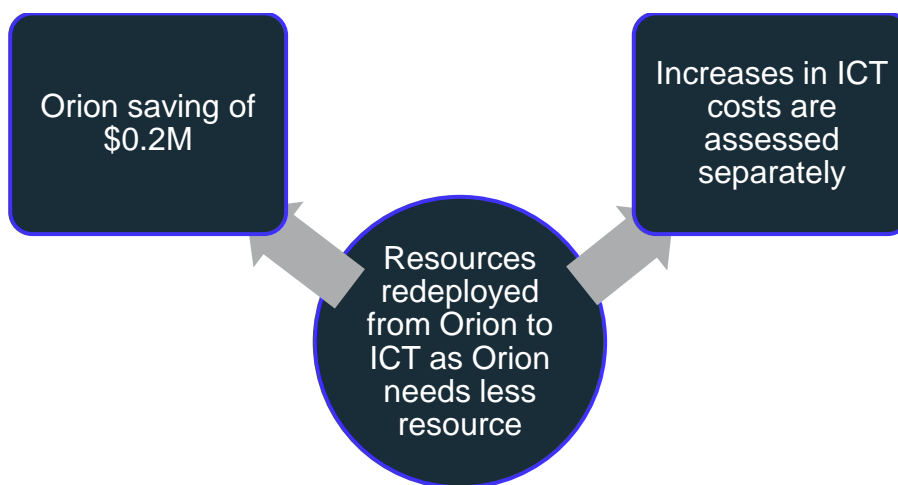 Orion saving of
$0.2M
Increases in ICT
costs are
assessed
separately
Resources
redeployed
from Orion to
ICT as Orion
needs less
resource